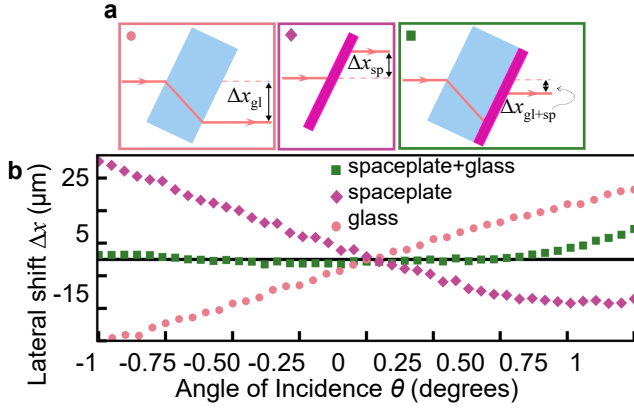 a
Δx_gl
Δx_sp
Δx_gl+sp
b
Lateral shift Δx (μm)
25
5
-15
spaceplate+glass
spaceplate
glass
-1 -0.75 -0.50 -0.25 0 0.25 0.50 0.75 1
Angle of Incidence θ (degrees)